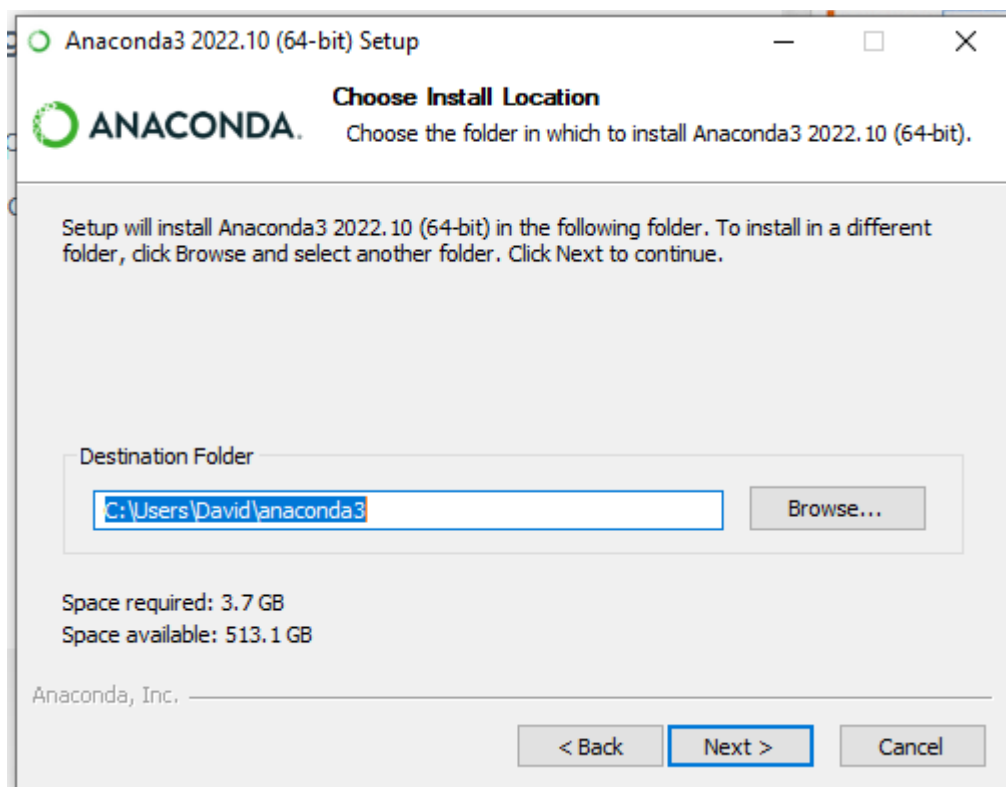 Anaconda3 2022.10 (64-bit) Setup
ANACONDA.
Choose Install Location
Choose the folder in which to install Anaconda3 2022.10 (64-bit).
Setup will install Anaconda3 2022.10 (64-bit) in the following folder. To install in a different
folder, click Browse and select another folder. Click Next to continue.
Destination Folder
C:\Users\David\anaconda3
Browse...
Space required: 3.7 GB
Space available: 513.1 GB
Anaconda, Inc.
< Back
Next >
Cancel